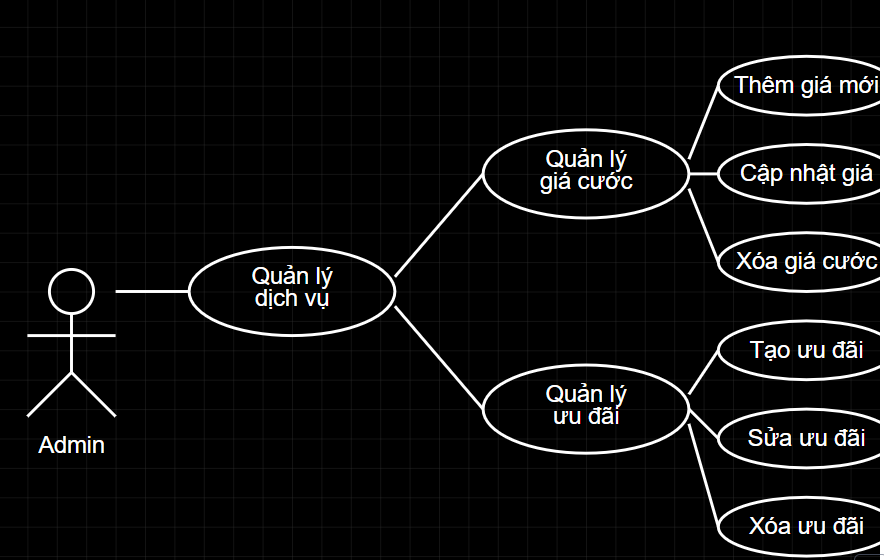 Thêm giá mới
Quản lý
giá cước
Cập nhật giá
Xóa giá cước
Quản lý
dịch vụ
Tạo ưu đãi
Quản lý
ưu đãi
Sửa ưu đãi
Admin
Xóa ưu đãi